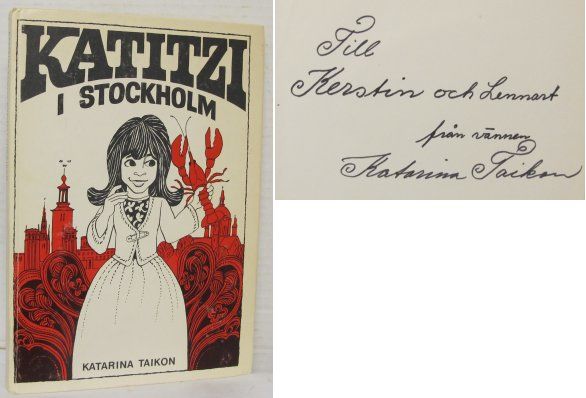 KATITZI
I STOCKHOLM
KATARINA TAIKON
Till
Kerstin och Lennart
från vännen
Katarina Taikon